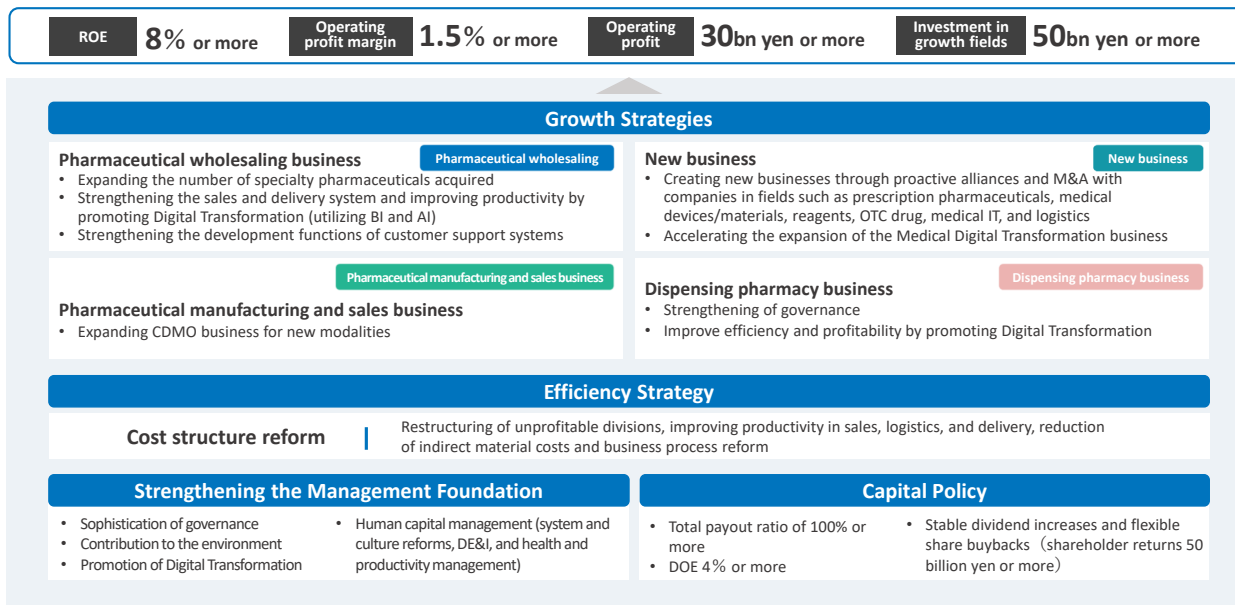 ROE 8% or more Operating profit margin 1.5% or more Operating profit 30bn yen or more Investment in growth fields 50bn yen or more
Growth Strategies
Pharmaceutical wholesaling business
Pharmaceutical wholesaling
• Expanding the number of specialty pharmaceuticals acquired
• Strengthening the sales and delivery system and improving productivity by
promoting Digital Transformation (utilizing BI and AI)
• Strengthening the development functions of customer support systems
New business
New business
• Creating new businesses through proactive alliances and M&A with
companies in fields such as prescription pharmaceuticals, medical
devices/materials, reagents, OTC drug, medical IT, and logistics
• Accelerating the expansion of the Medical Digital Transformation business
Pharmaceutical manufacturing and sales business
Pharmaceutical manufacturing and sales business
• Expanding CDMO business for new modalities
Dispensing pharmacy business
Dispensing pharmacy business
• Strengthening of governance
• Improve efficiency and profitability by promoting Digital Transformation
Efficiency Strategy
Cost structure reform
Restructuring of unprofitable divisions, improving productivity in sales, logistics, and delivery, reduction
of indirect material costs and business process reform
Strengthening the Management Foundation
• Sophistication of governance
• Contribution to the environment
• Promotion of Digital Transformation
• Human capital management (system and
culture reforms, DE&I, and health and
productivity management)
Capital Policy
• Total payout ratio of 100% or
more
• DOE 4% or more
• Stable dividend increases and flexible
share buybacks（shareholder returns 50
billion yen or more）